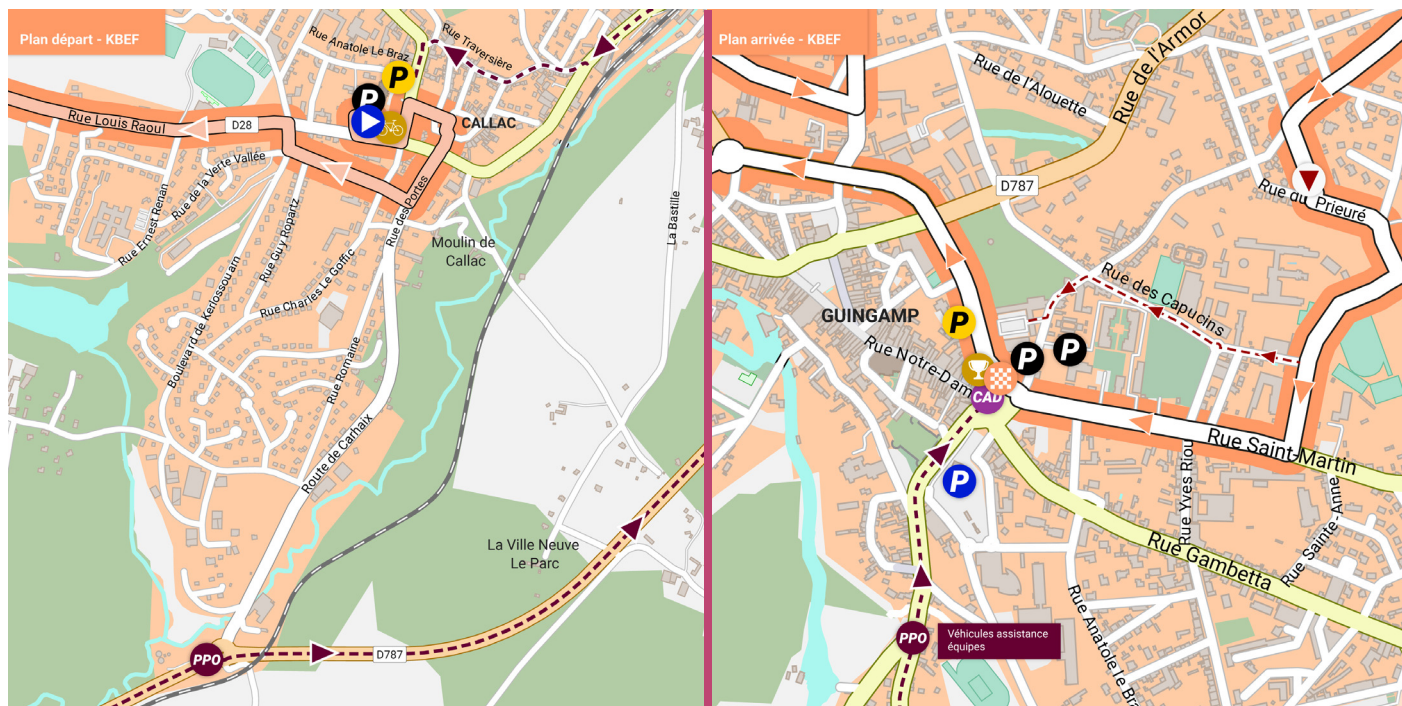 Plan départ - KBEF
Rue Anatole Le Braz
Rue Traversière
P
P
Rue Louis Raoul
D28
CALLAC
Rue de la Verte Vallée
Rue Ernest Renan
Rue Guy Ropartz
Rue des Portes
La Bastille
Moulin de
Callac
Boulevard de Kerlossouarn
Rue Charles Le Goffic
Rue Romaine
Route de Carhaix
La Ville Neuve
Le Parc
PPO
D787
Plan arrivée - KBEF
Rue de l'Armor
Rue de l'Alouette
D787
Rue du Prieuré
Rue des Capucins
GUINGAMP
P
P
P
Rue Notre-Dam
CAD
Rue Saint-Martin
P
Rue Yves Riou
Rue Sainte-Anne
Rue Gambetta
Rue Anatole le Bra
PPO
Véhicules assistance
équipes